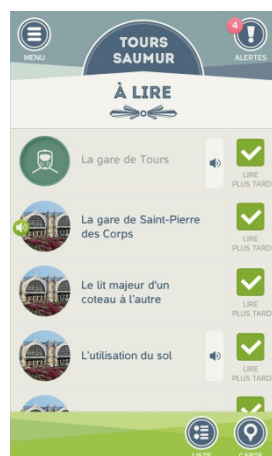 4
MENU
TOURS
SAUMUR
ALERTES
À LIRE
La gare de Tours
LIRE
PLUS TARD
La gare de Saint-Pierre
des Corps
LIRE
PLUS TARD
Le lit majeur d'un
coteau à l'autre
LIRE
PLUS TARD
L'utilisation du sol
LIRE
PLUS TARD
LISTE
CARTE